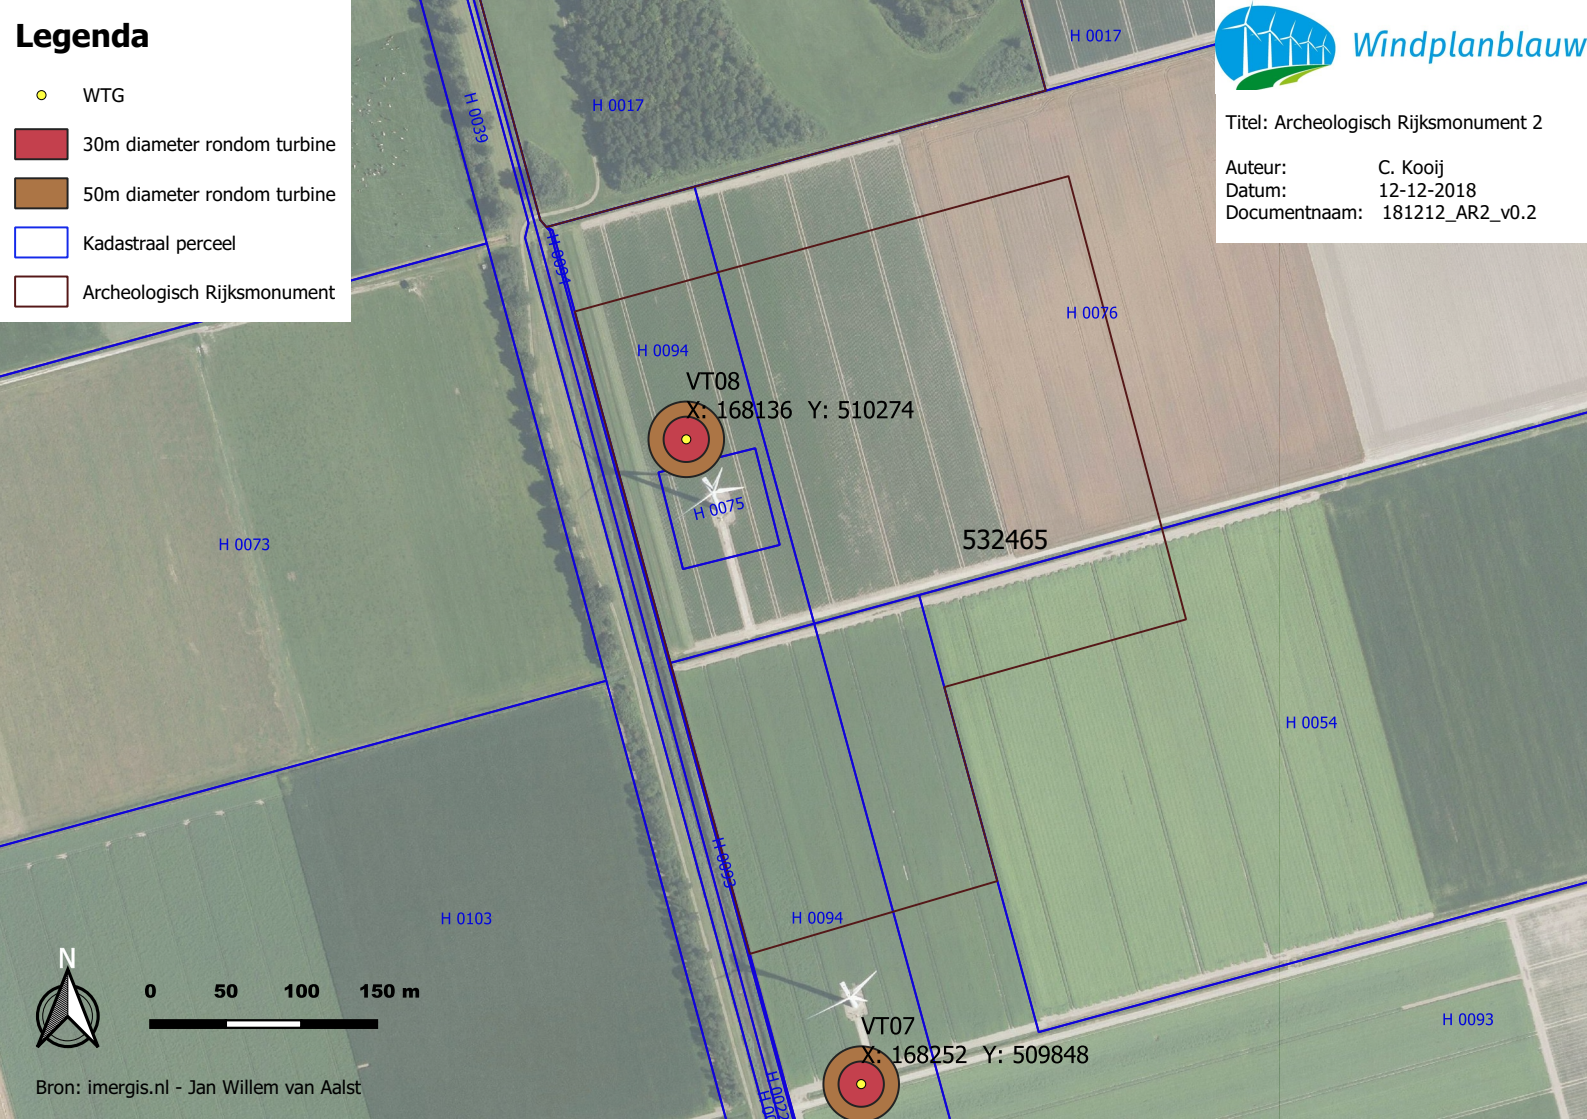 Legenda
WTG
30m diameter rondom turbine
50m diameter rondom turbine
Kadastraal perceel
Archeologisch Rijksmonument
Windplanblauw
Titel: Archeologisch Rijksmonument 2
Auteur: C. Kooij
Datum: 12-12-2018
Documentnaam: 181212_AR2_v0.2
H 0017
H 0017
H 0039
H 0094
H 0076
H 0094
VT08
X: 168136 Y: 510274
H 0075
532465
H 0073
H 0054
H 0093
H 0103
H 0094
VT07
X: 168252 Y: 509848
H 0093
H 0022
N
0 50 100 150 m
Bron: imergis.nl - Jan Willem van Aalst